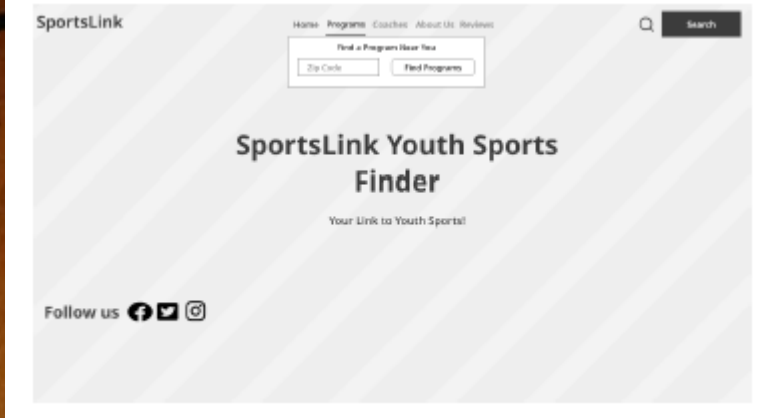 SportsLink
Home Programs Coaches About Us Reviews
Search
Find a Program Near You
Zip Code
Find Programs
SportsLink Youth Sports
Finder
Your Link to Youth Sports!
Follow us